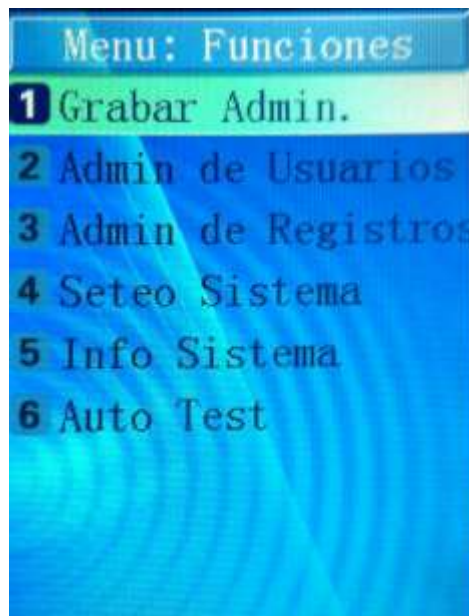 Menu: Funciones
1 Grabar Admin.
2 Admin de Usuarios
3 Admin de Registros
4 Seteo Sistema
5 Info Sistema
6 Auto Test